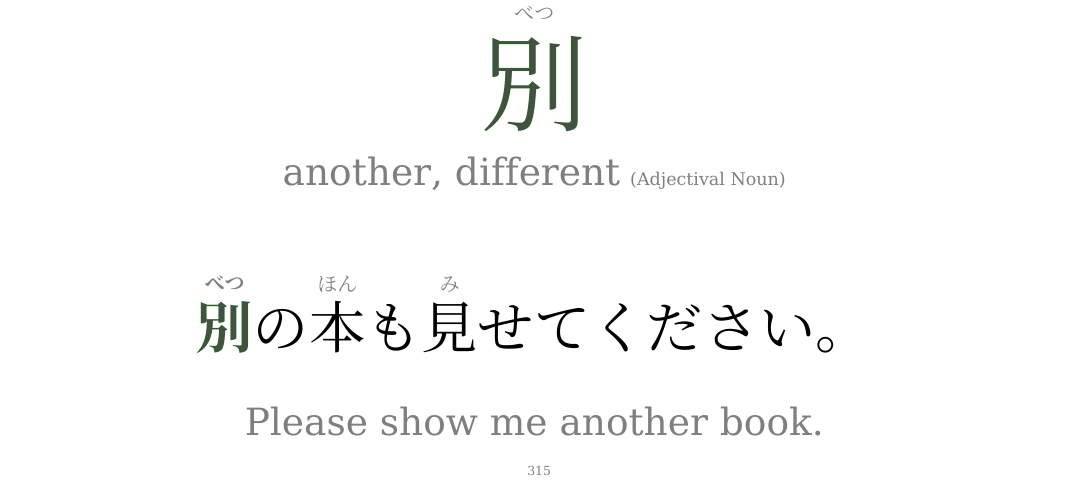 べつ
別
another, different (Adjectival Noun)
べつ ほん み
別の本も見せてください。
Please show me another book.
315